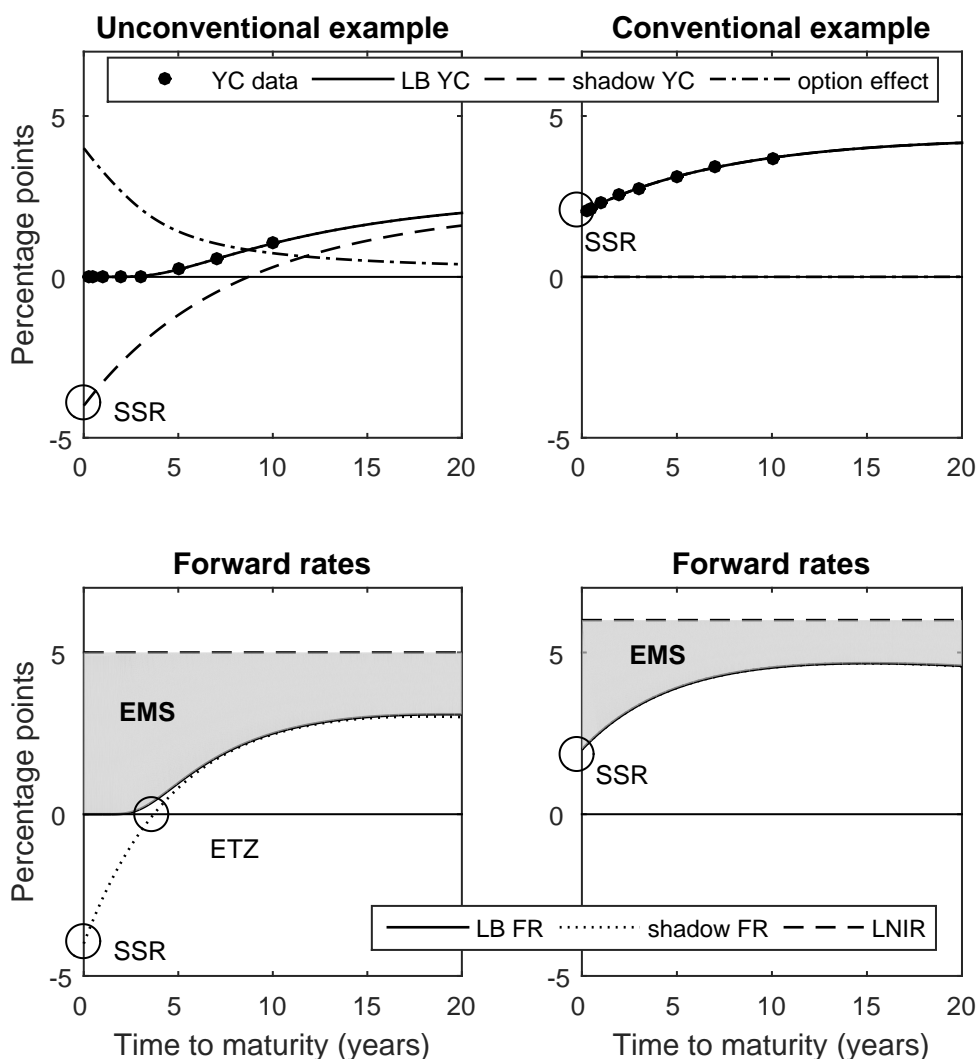 Unconventional example
Conventional example
YC data LB YC shadow YC option effect
Percentage points
5
0
-5
SSR
0 5 10 15 20
5
0
-5
SSR
0 5 10 15 20
Forward rates
Forward rates
Percentage points
5
0
-5
EMS
ETZ
SSR
0 5 10 15 20
Time to maturity (years)
5
0
-5
EMS
SSR
LB FR shadow FR LNIR
0 5 10 15 20
Time to maturity (years)